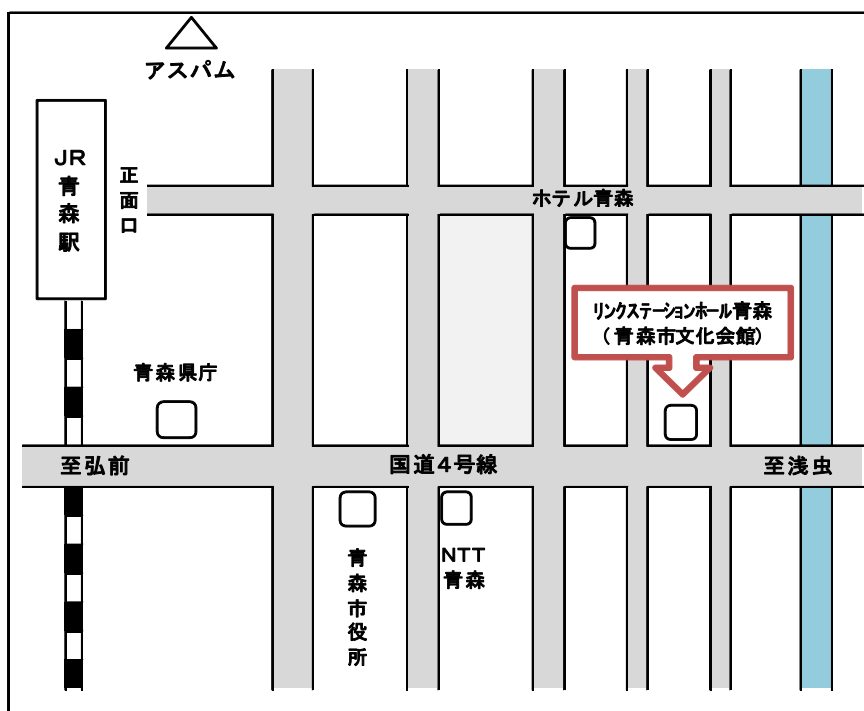 アスパム
JR青森駅
正面口
ホテル青森
リンクステーションホール青森
(青森市文化会館)
青森県庁
至弘前
国道4号線
至浅虫
青森市役所
NTT
青森